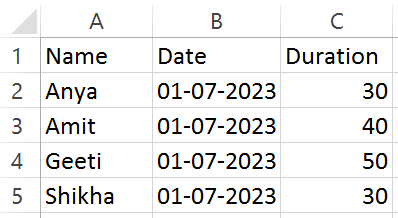 A B C
1 Name Date Duration
2 Anya 01-07-2023 30
3 Amit 01-07-2023 40
4 Geeti 01-07-2023 50
5 Shikha 01-07-2023 30